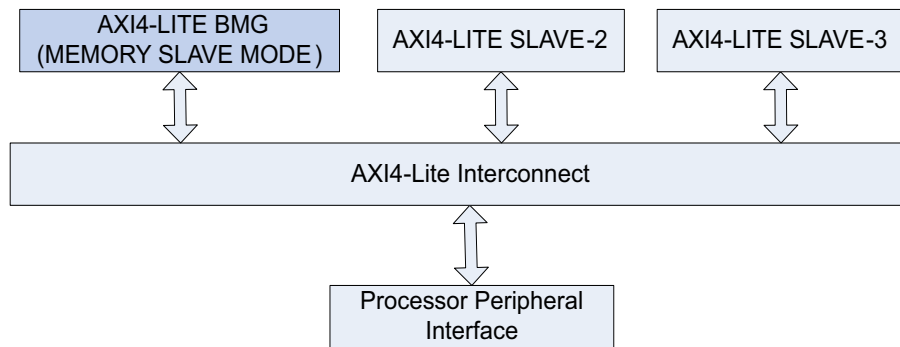 AXI4-LITE BMG
(MEMORY SLAVE MODE)
AXI4-LITE SLAVE-2
AXI4-LITE SLAVE-3
AXI4-Lite Interconnect
Processor Peripheral
Interface